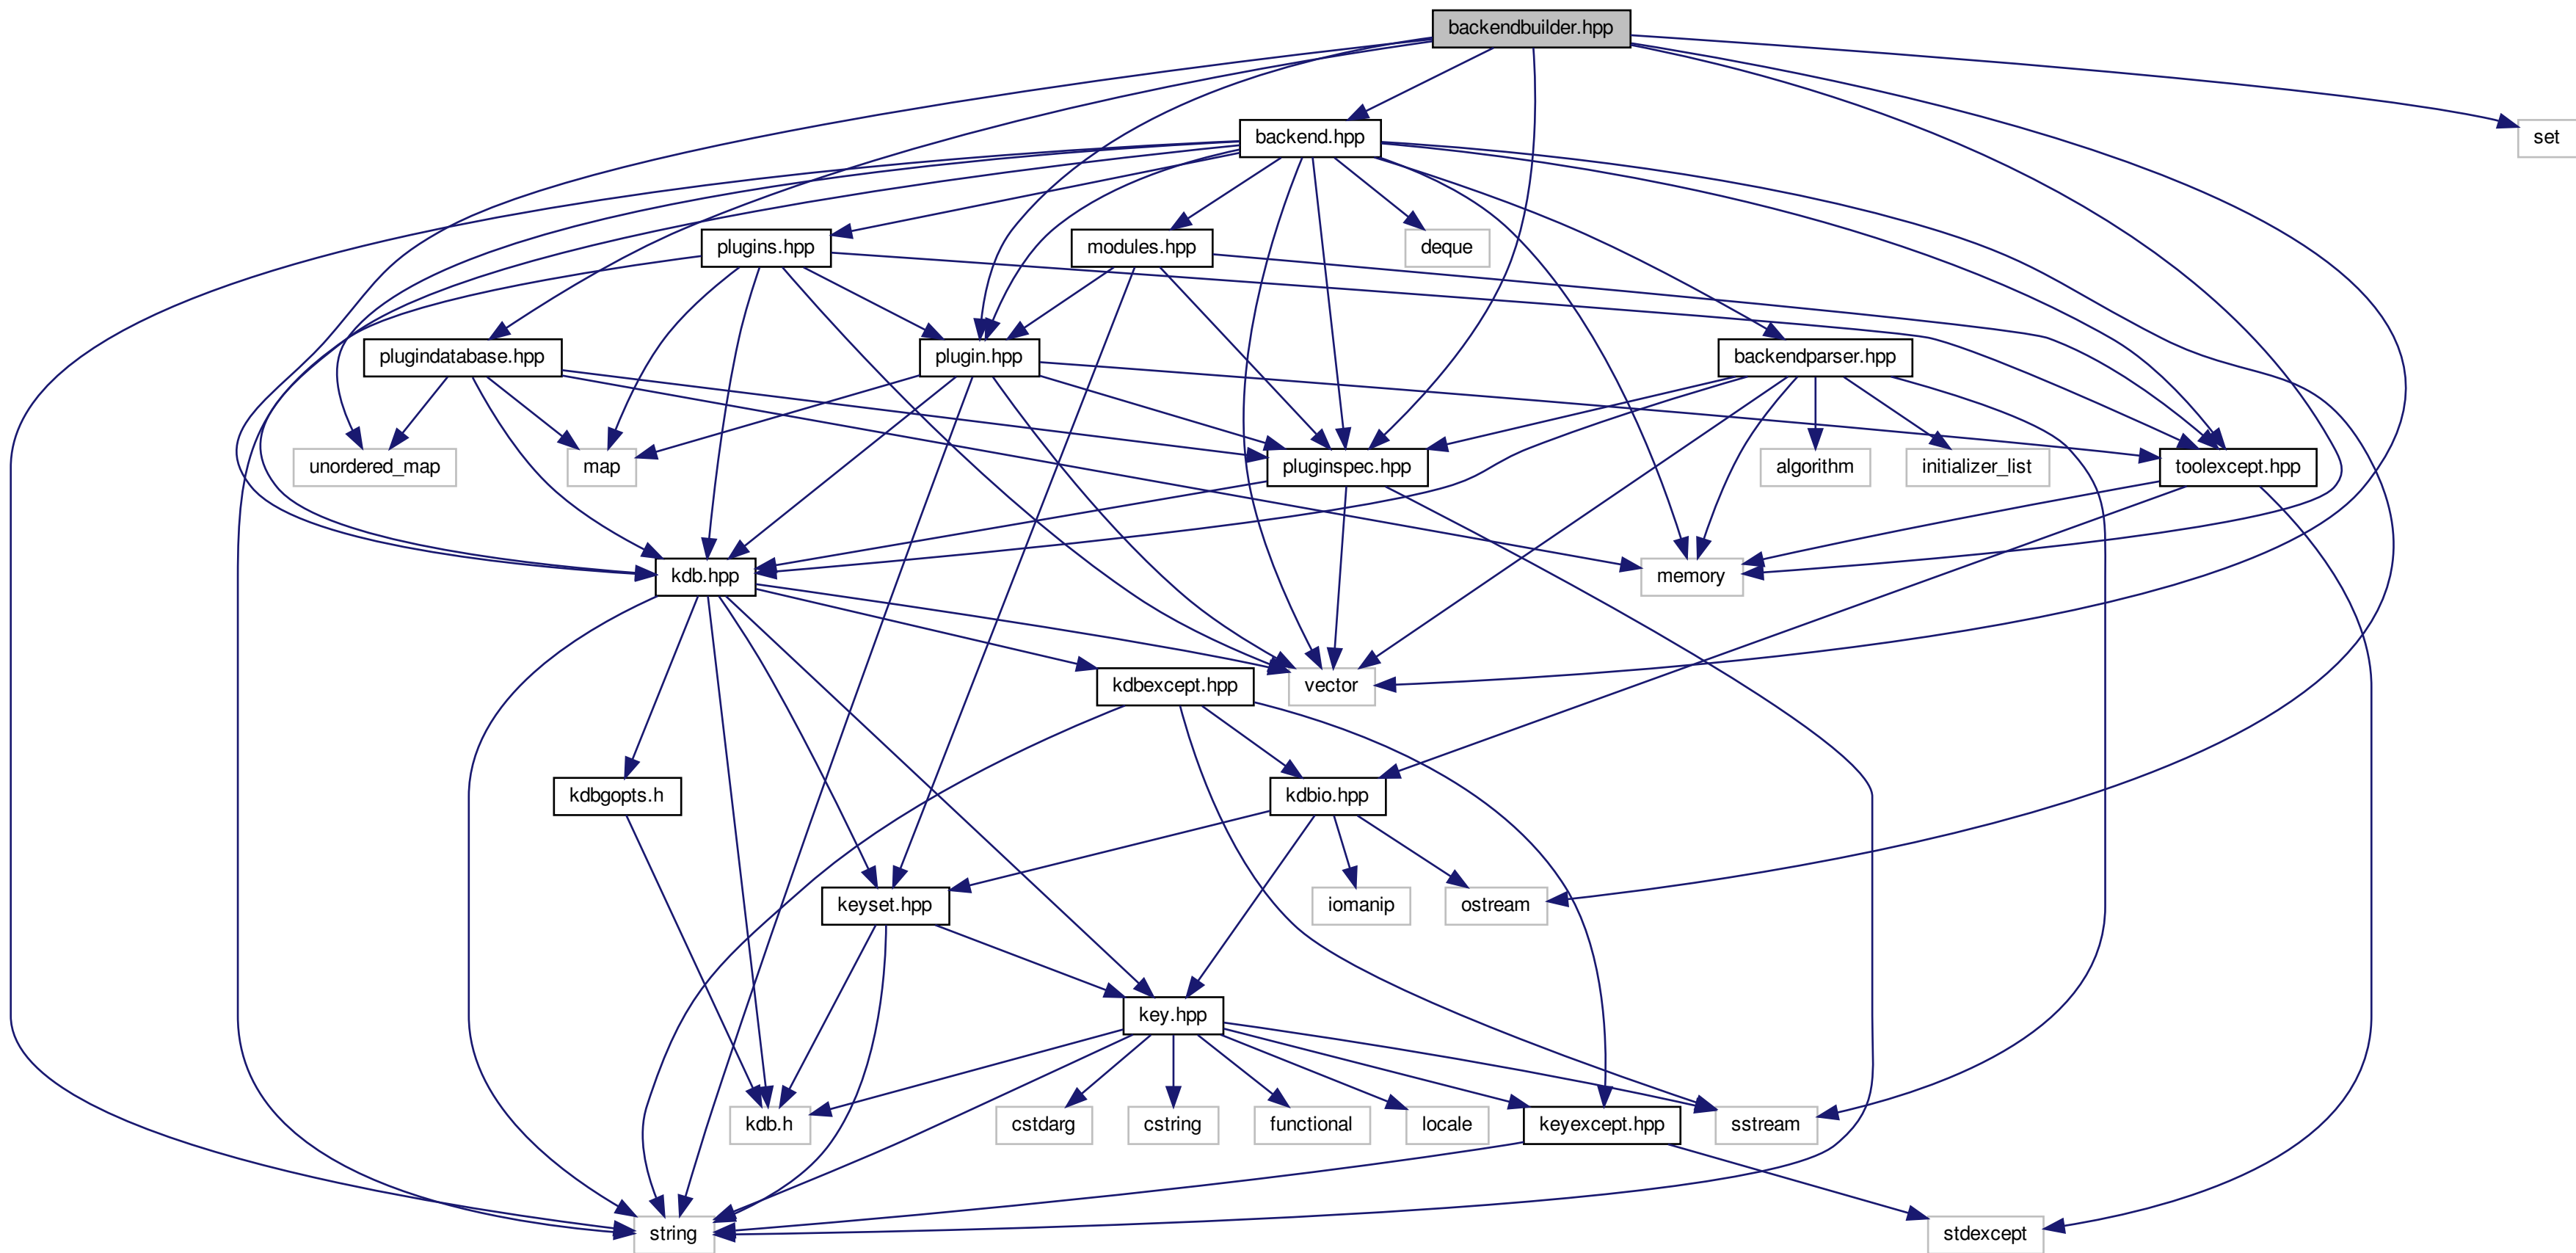 backendbuilder.hpp
backend.hpp
set
plugins.hpp
modules.hpp
deque
plugindatabase.hpp
plugin.hpp
backendparser.hpp
unordered_map
map
pluginspec.hpp
algorithm
initializer_list
toolexcept.hpp
kdb.hpp
memory
kdbexcept.hpp
vector
kdbgopts.h
kdbio.hpp
keyset.hpp
iomanip
ostream
key.hpp
kdb.h
cstdarg
cstring
functional
locale
keyexcept.hpp
sstream
string
stdexcept